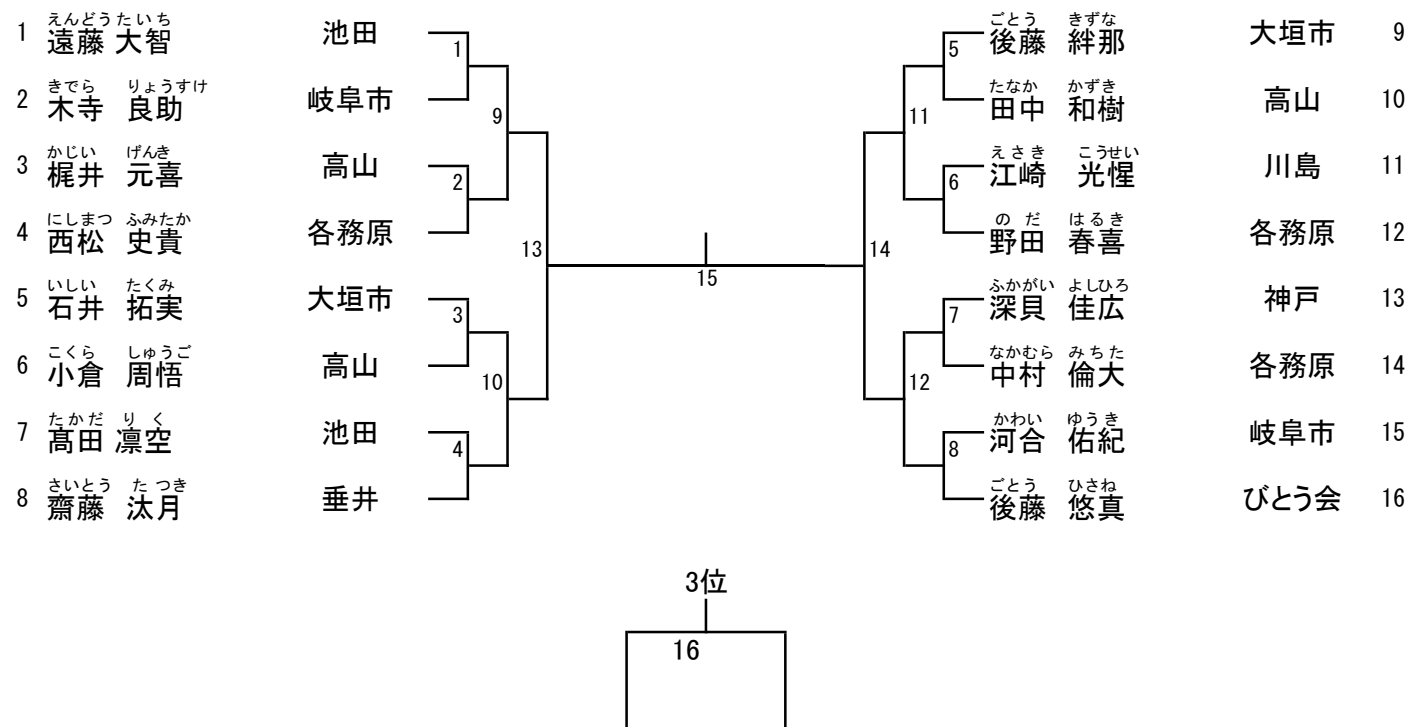 えんどうたいち
1 遠藤 大智 池田
きでら りょうすけ
2 木寺 良助 岐阜市
かじい げんき
3 梶井 元喜 高山
にしまつ ふみたか
4 西松 史貴 各務原
いしい たくみ
5 石井 拓実 大垣市
こくら しゅうご
6 小倉 周悟 高山
たかだ りく
7 髙田 凛空 池田
さいとう たつき
8 齋藤 汰月 垂井
1
2
3
4
9
10
13
15
14
11
12
5
6
7
8
ごとう きずな
後藤 絆那 大垣市 9
たなか かずき
田中 和樹 高山 10
えさき こうせい
江崎 光惺 川島 11
のだ はるき
野田 春喜 各務原 12
ふかがい よしひろ
深貝 佳広 神戸 13
なかむら みちた
中村 倫大 各務原 14
かわい ゆうき
河合 佑紀 岐阜市 15
ごとう ひさね
後藤 悠真 びとう会 16
3位
16